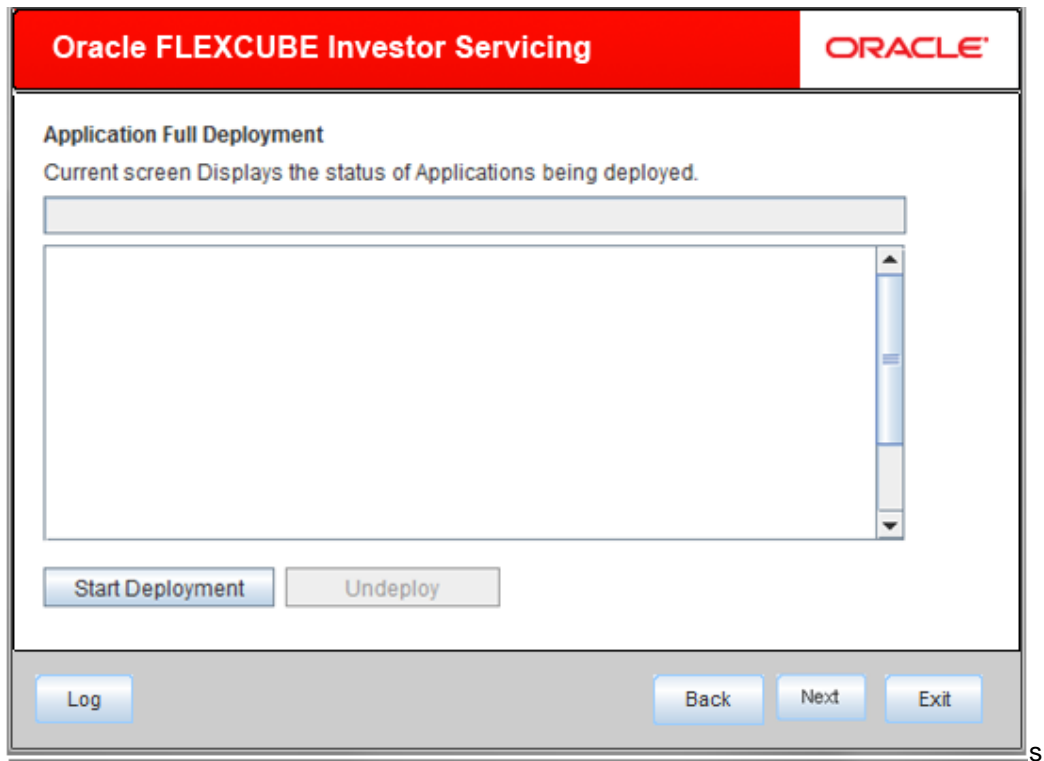 Oracle FLEXCUBE Investor Servicing
ORACLE
Application Full Deployment
Current screen Displays the status of Applications being deployed.
Start Deployment Undeploy
Log Back Next Exit
s